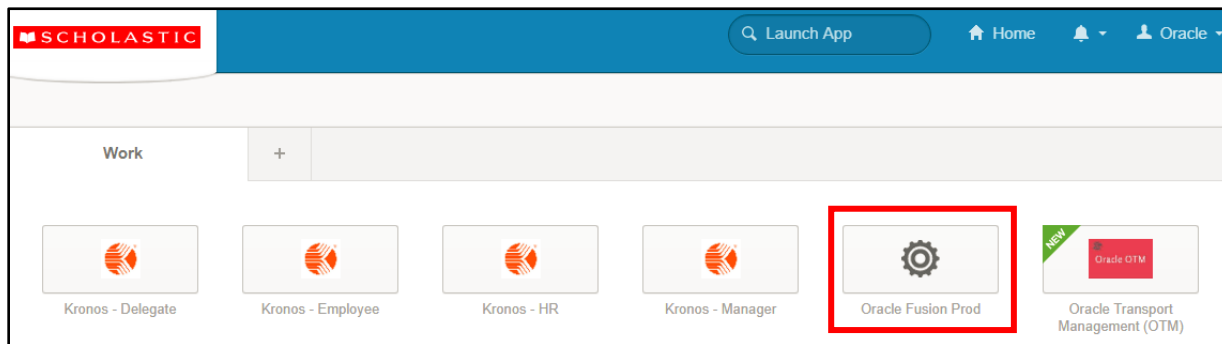 SCHOLASTIC
Launch App
Home
Oracle
Work
+
NEW
Oracle OTM
Kronos - Delegate
Kronos - Employee
Kronos - HR
Kronos - Manager
Oracle Fusion Prod
Oracle Transport
Management (OTM)